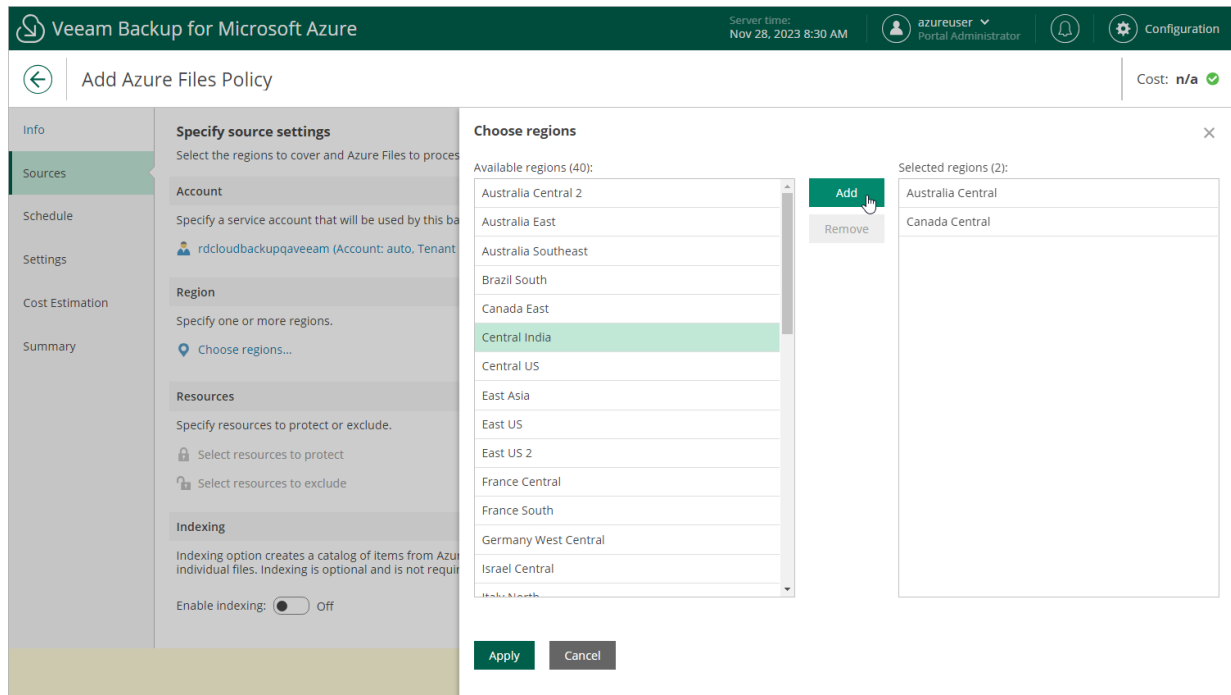 Veeam Backup for Microsoft Azure
Server time:
Nov 28, 2023 8:30 AM
azureuser
Portal Administrator
Configuration
Add Azure Files Policy
Cost: n/a
Info
Sources
Schedule
Settings
Cost Estimation
Summary
Specify source settings
Select the regions to cover and Azure Files to proces
Account
Specify a service account that will be used by this ba
rdcloudbackupqaveeam (Account: auto, Tenant
Region
Specify one or more regions.
Choose regions...
Resources
Specify resources to protect or exclude.
Select resources to protect
Select resources to exclude
Indexing
Indexing option creates a catalog of items from Azur
individual files. Indexing is optional and is not requir
Enable indexing: Off
Choose regions
Available regions (40):
Australia Central 2
Australia East
Australia Southeast
Brazil South
Canada East
Central India
Central US
East Asia
East US
East US 2
France Central
France South
Germany West Central
Israel Central
Italy North
Add
Remove
Selected regions (2):
Australia Central
Canada Central
Apply
Cancel